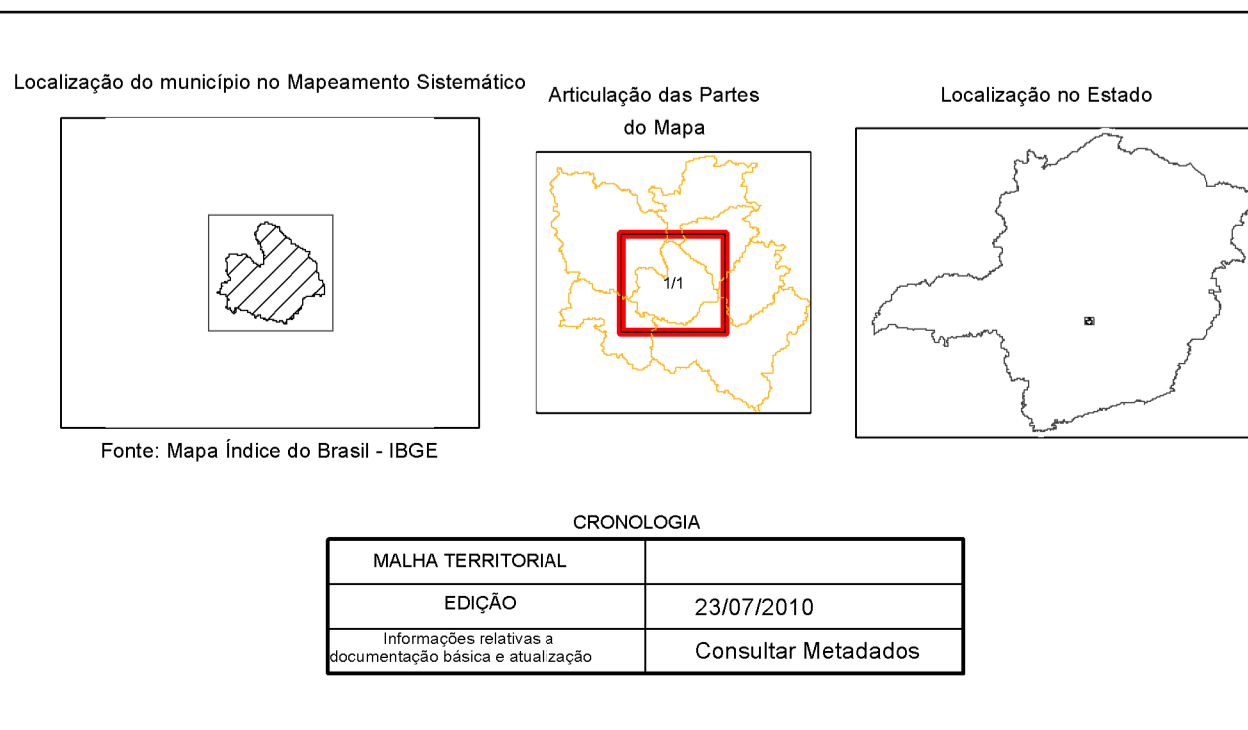 Localização do município no Mapeamento Sistemático
Articulação das Partes
do Mapa
Localização no Estado
1/1
Fonte: Mapa Índice do Brasil - IBGE
CRONOLOGIA
MALHA TERRITORIAL
EDIÇÃO
23/07/2010
Informações relativas a
documentação básica e atualização
Consultar Metadados